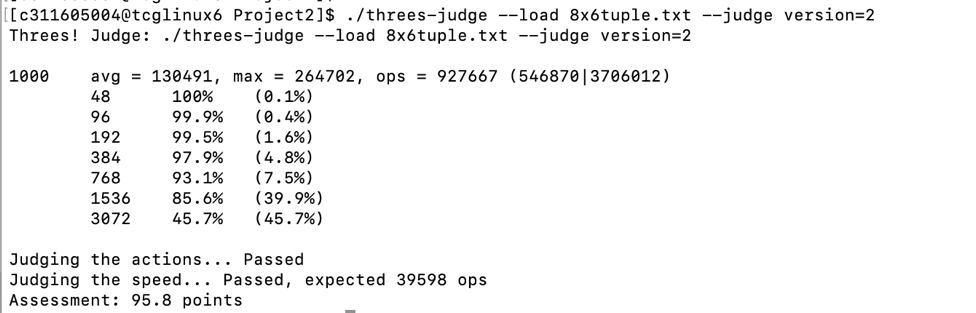 [[c311605004@tcglinux6 Project2]$ ./threes-judge --load 8x6tuple.txt --judge version=2
Threes! Judge: ./threes-judge --load 8x6tuple.txt --judge version=2
1000 avg = 130491, max = 264702, ops = 927667 (546870|3706012)
48 100% (0.1%)
96 99.9% (0.4%)
192 99.5% (1.6%)
384 97.9% (4.8%)
768 93.1% (7.5%)
1536 85.6% (39.9%)
3072 45.7% (45.7%)
Judging the actions... Passed
Judging the speed... Passed, expected 39598 ops
Assessment: 95.8 points